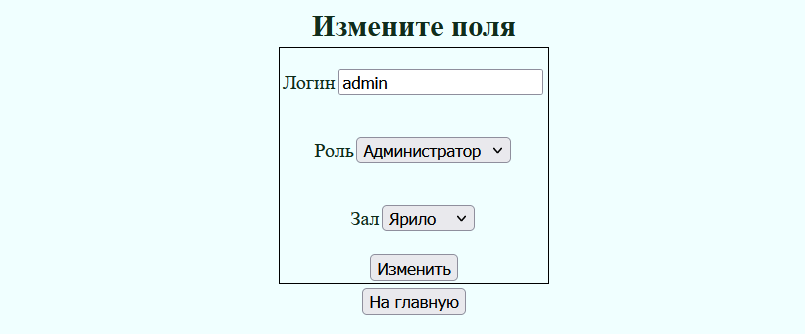 Измените поля
Логин admin
Роль Администратор
Зал Ярило
Изменить
На главную